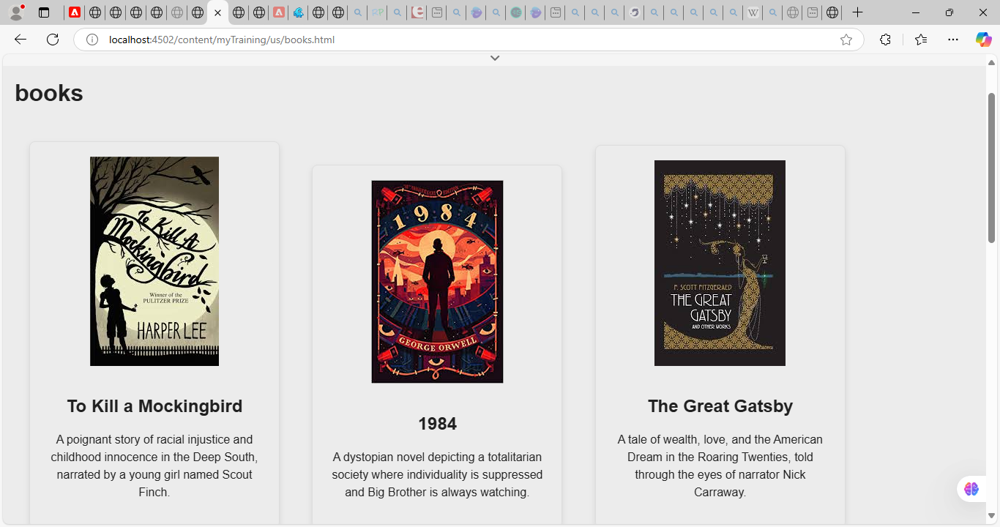 localhost:4502/content/myTraining/us/books.html
books
To Kill A
Mockingbird
Winner of the
PULITZER PRIZE
HARPER LEE
To Kill a Mockingbird
A poignant story of racial injustice and
childhood innocence in the Deep South,
narrated by a young girl named Scout
Finch.
1984
GEORGE ORWELL
1984
A dystopian novel depicting a totalitarian
society where individuality is suppressed
and Big Brother is always watching.
F. SCOTT FITZGERALD
THE GREAT
GATSBY
AND OTHER WORKS
The Great Gatsby
A tale of wealth, love, and the American
Dream in the Roaring Twenties, told
through the eyes of narrator Nick
Carraway.